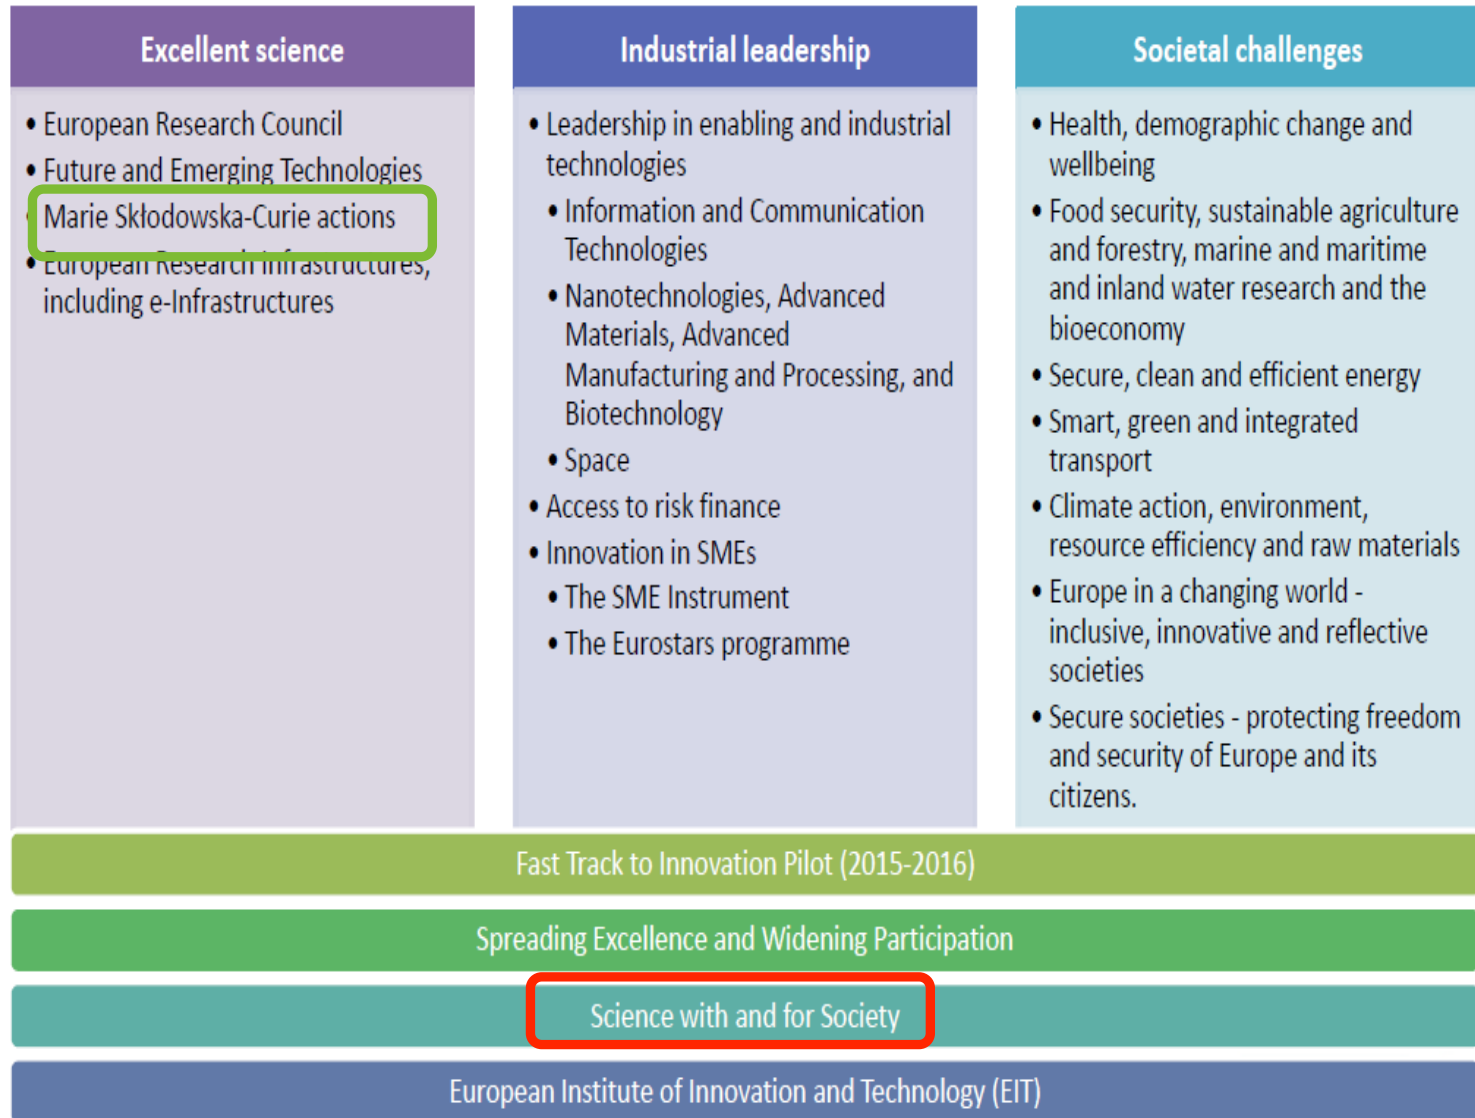 Excellent science
• European Research Council
• Future and Emerging Technologies
• Marie Skłodowska-Curie actions
• European Research Infrastructures,
including e-Infrastructures
Industrial leadership
• Leadership in enabling and industrial
technologies
• Information and Communication
Technologies
• Nanotechnologies, Advanced
Materials, Advanced
Manufacturing and Processing, and
Biotechnology
• Space
• Access to risk finance
• Innovation in SMEs
• The SME Instrument
• The Eurostars programme
Societal challenges
• Health, demographic change and
wellbeing
• Food security, sustainable agriculture
and forestry, marine and maritime
and inland water research and the
bioeconomy
• Secure, clean and efficient energy
• Smart, green and integrated
transport
• Climate action, environment,
resource efficiency and raw materials
• Europe in a changing world -
inclusive, innovative and reflective
societies
• Secure societies - protecting freedom
and security of Europe and its
citizens.
Fast Track to Innovation Pilot (2015-2016)
Spreading Excellence and Widening Participation
Science with and for Society
European Institute of Innovation and Technology (EIT)